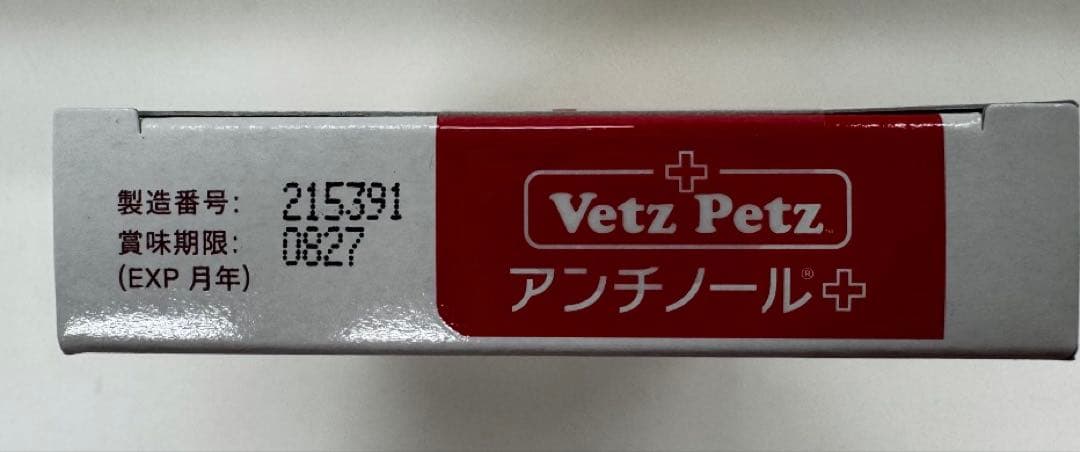 製造番号: 215391
賞味期限: 0827
(EXP 月年)
Vetz Petz™
アンチノール®+